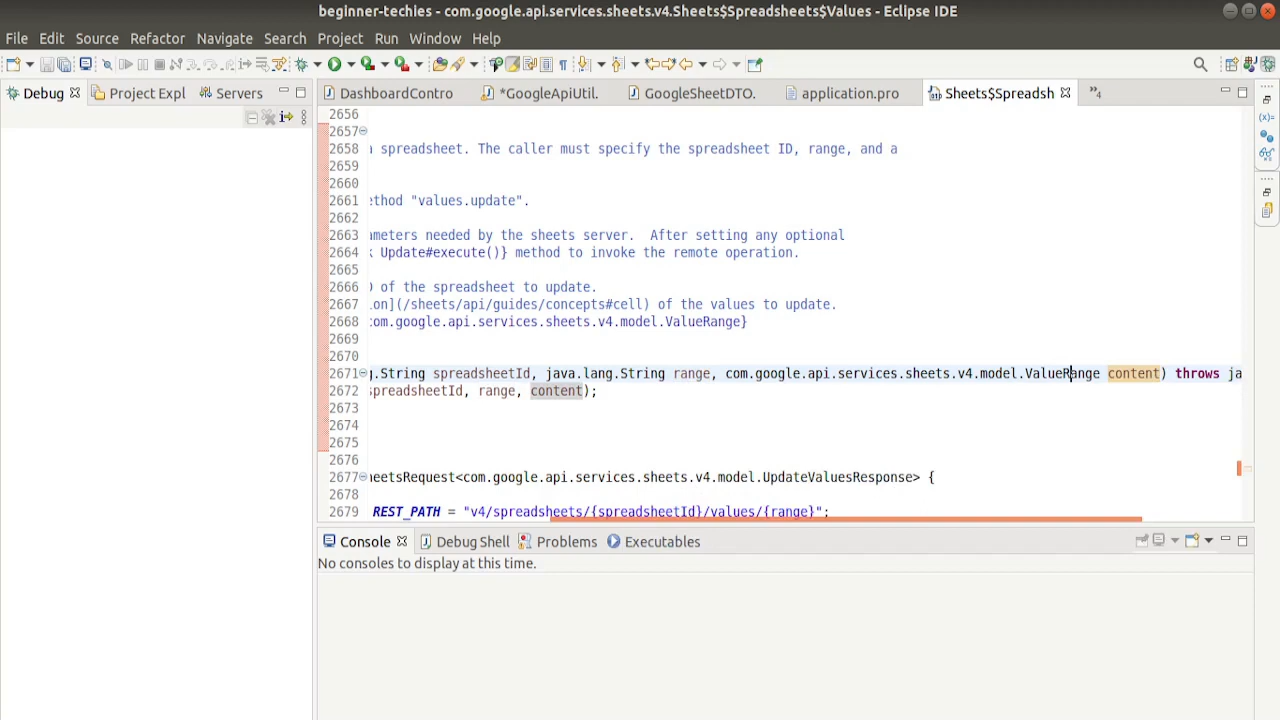 beginner-techies - com.google.api.services.sheets.v4.Sheets$Spreadsheets$Values - Eclipse IDE
File Edit Source Refactor Navigate Search Project Run Window Help
Debug Project Expl Servers DashboardContro *GoogleApiUtil. GoogleSheetDTO. application.pro Sheets$Spreadsh »4
2656
2657
2658 a spreadsheet. The caller must specify the spreadsheet ID, range, and a
2659
2660
2661 ethod "values.update".
2662
2663 ameters needed by the sheets server.  After setting any optional
2664 k Update#execute()} method to invoke the remote operation.
2665
2666 D of the spreadsheet to update.
2667 ion](/sheets/api/guides/concepts#cell) of the values to update.
2668 com.google.api.services.sheets.v4.model.ValueRange}
2669
2670
2671 g.String spreadsheetId, java.lang.String range, com.google.api.services.sheets.v4.model.ValueRange content) throws ja
2672 spreadsheetId, range, content);
2673
2674
2675
2676
2677 heetsRequest<com.google.api.services.sheets.v4.model.UpdateValuesResponse> {
2678
2679 REST_PATH = "v4/spreadsheets/{spreadsheetId}/values/{range}";
Console Debug Shell Problems Executables
No consoles to display at this time.